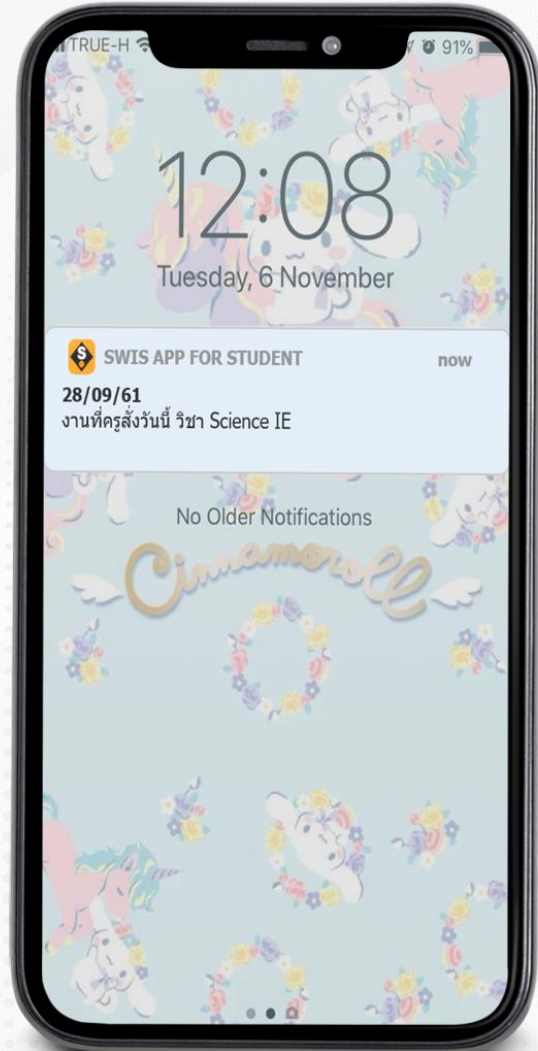 TRUE-H 91%
12:08
Tuesday, 6 November
SWIS APP FOR STUDENT now
28/09/61
งานที่ครูสั่งวันนี้ วิชา Science IE
No Older Notifications
Cinnamoroll